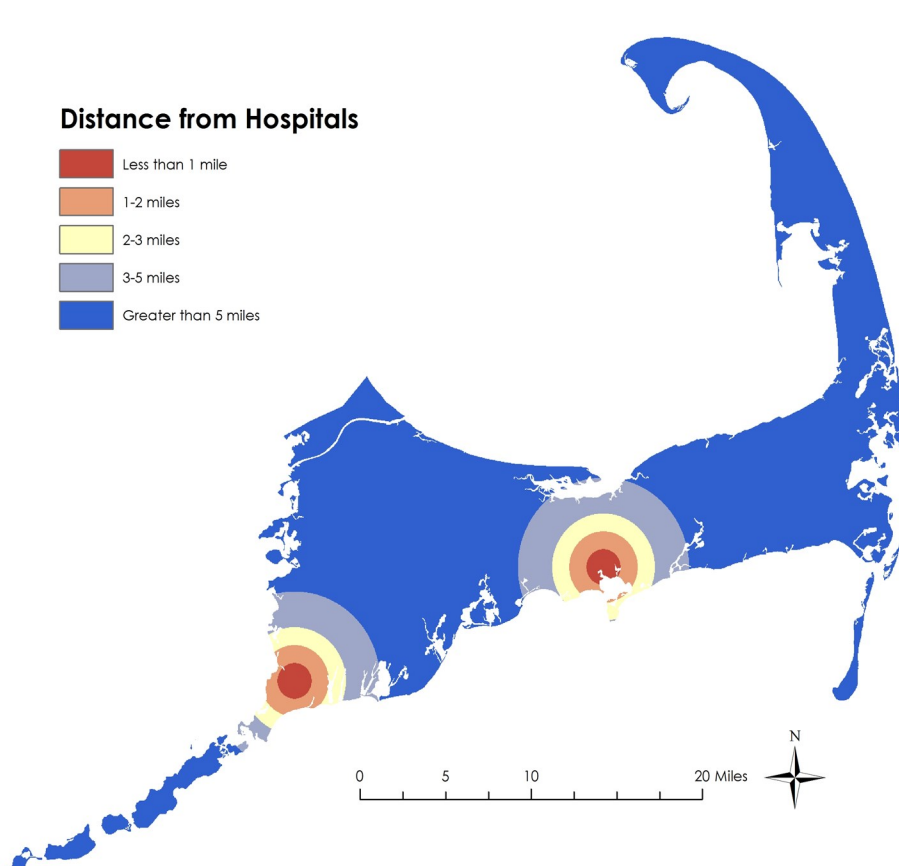 Distance from Hospitals
Less than 1 mile
1-2 miles
2-3 miles
3-5 miles
Greater than 5 miles
N
0 5 10 20 Miles